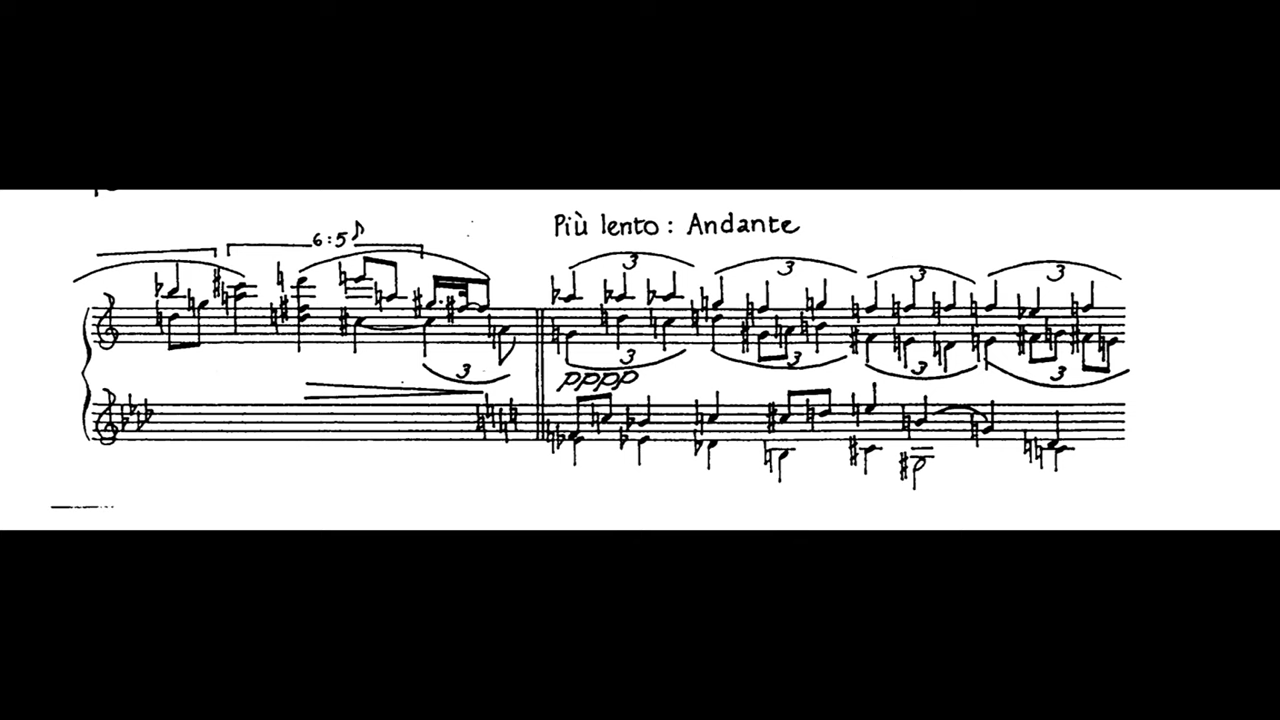 Più lento : Andante
6:5♪
3 3 3 3
3
3 3 3 3
pppp